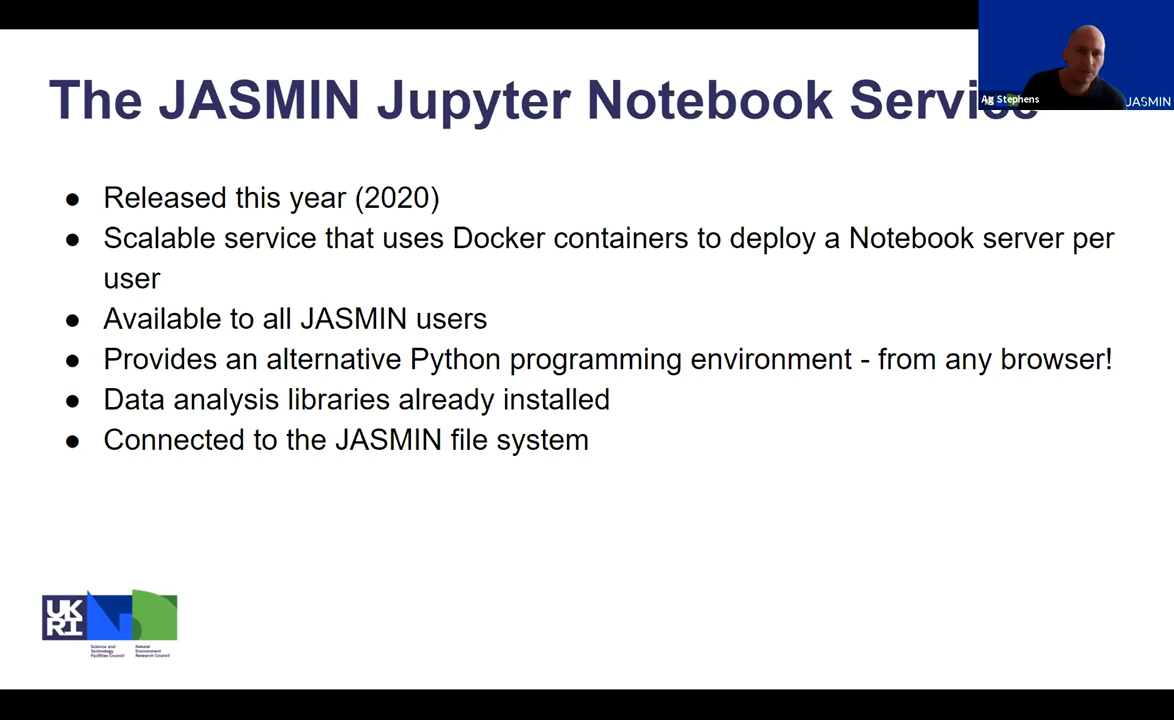 The JASMIN Jupyter Notebook Service
Ag Stephens
JASMIN
● Released this year (2020)
● Scalable service that uses Docker containers to deploy a Notebook server per
user
● Available to all JASMIN users
● Provides an alternative Python programming environment - from any browser!
● Data analysis libraries already installed
● Connected to the JASMIN file system
UK
RI
Science and
Technology
Facilities Council
Natural
Environment
Research Council